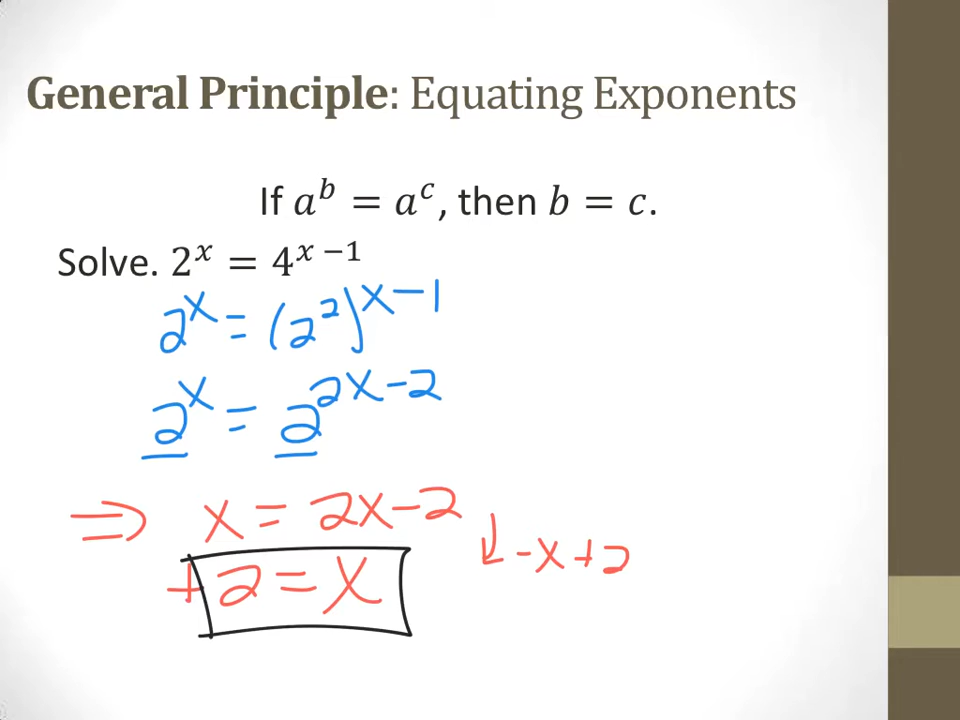 General Principle: Equating Exponents
If a^b = a^c, then b = c.
Solve. 2^x = 4^{x −1}
2^x = (2^2)^{x−1}
2^x = 2^{2x−2}
⇒ x = 2x−2
↓ -x+2
+2 = x